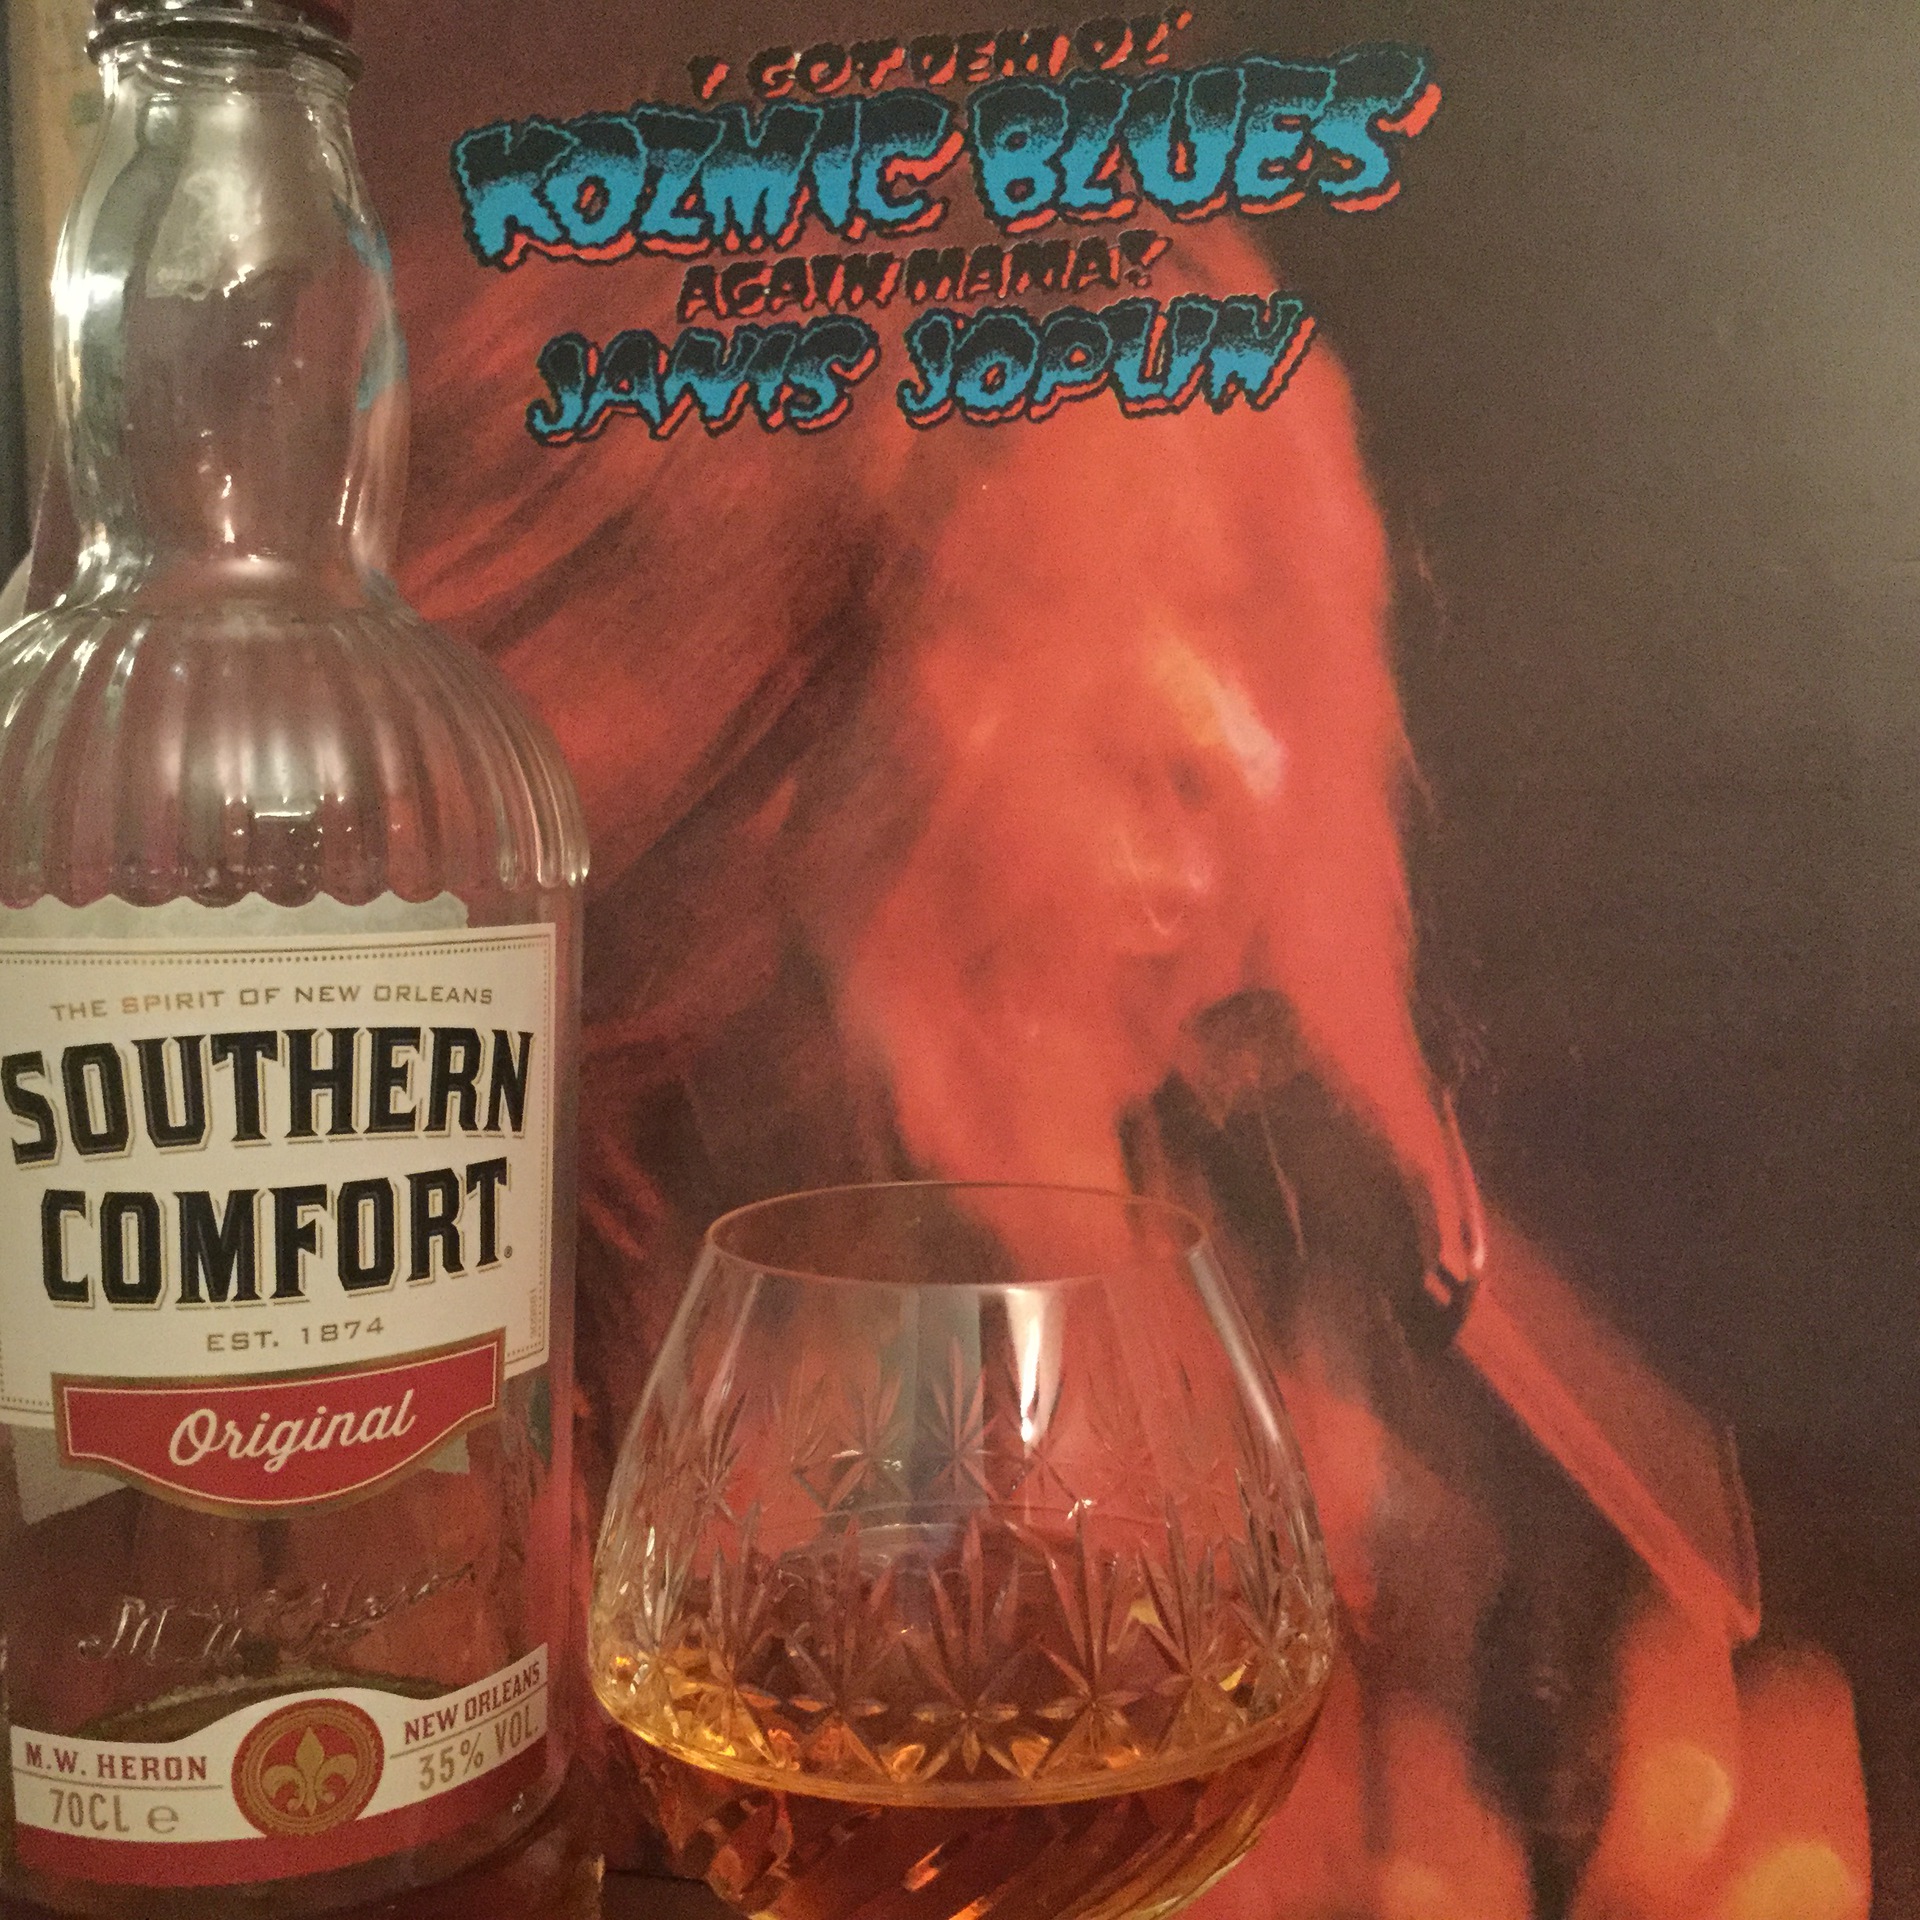 I GOT DEM OL'
KOZMIC BLUES
AGAIN MAMA!
JANIS JOPLIN
THE SPIRIT OF NEW ORLEANS
SOUTHERN
COMFORT®
EST. 1874
Original
M.W. Heron
M.W. HERON
70CL e
NEW ORLEANS
35% VOL.